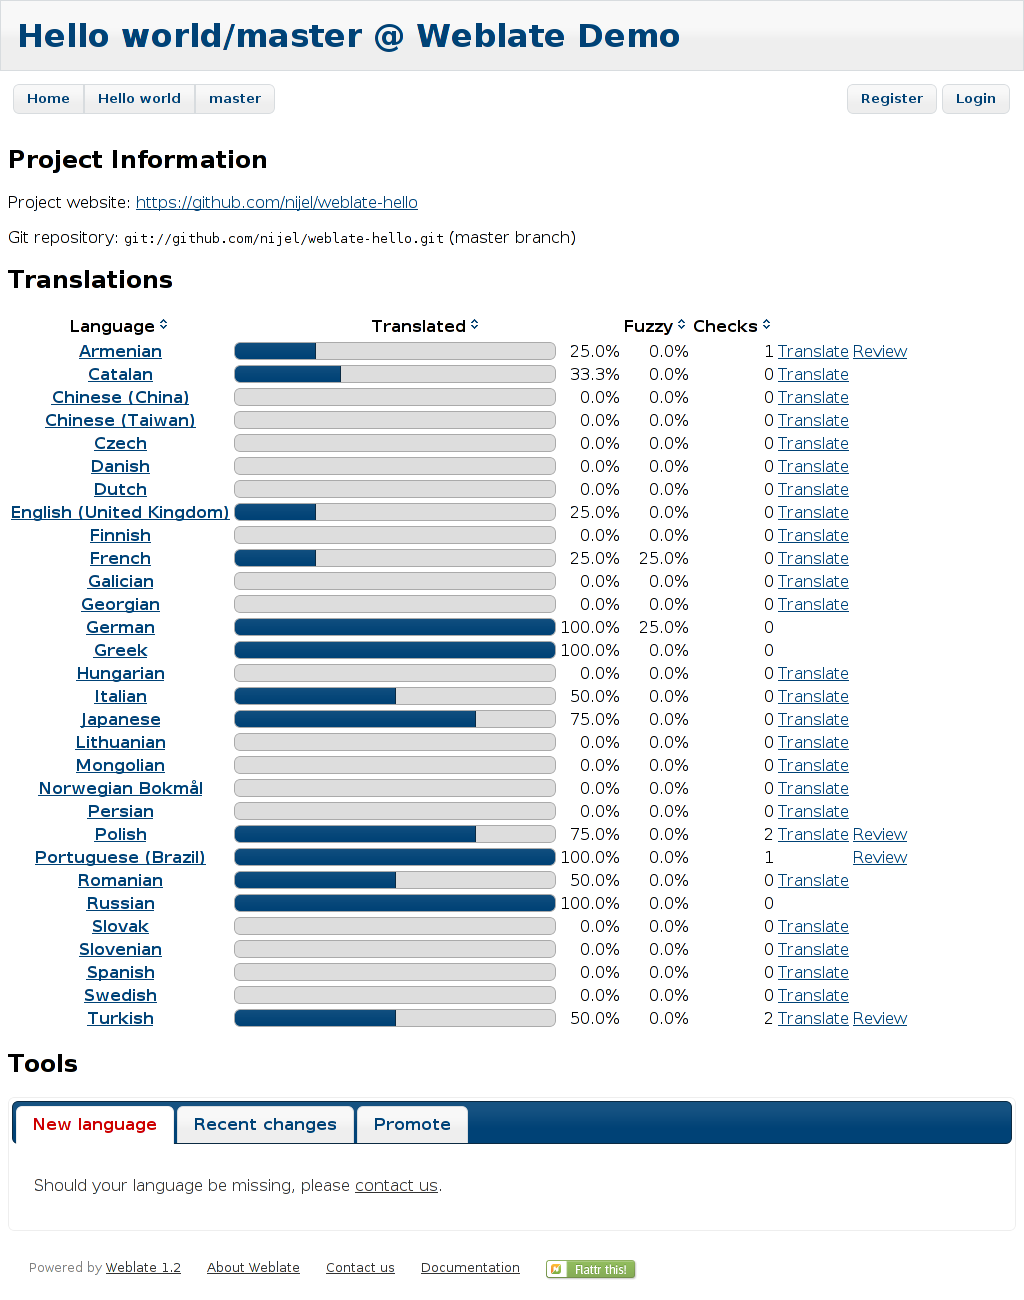 Hello world/master @ Weblate Demo
Home Hello world master Register Login
Project Information
Project website: https://github.com/nijel/weblate-hello
Git repository: git://github.com/nijel/weblate-hello.git (master branch)
Translations
Language Translated Fuzzy Checks
Armenian 25.0% 0.0% 1 Translate Review
Catalan 33.3% 0.0% 0 Translate
Chinese (China) 0.0% 0.0% 0 Translate
Chinese (Taiwan) 0.0% 0.0% 0 Translate
Czech 0.0% 0.0% 0 Translate
Danish 0.0% 0.0% 0 Translate
Dutch 0.0% 0.0% 0 Translate
English (United Kingdom) 25.0% 0.0% 0 Translate
Finnish 0.0% 0.0% 0 Translate
French 25.0% 25.0% 0 Translate
Galician 0.0% 0.0% 0 Translate
Georgian 0.0% 0.0% 0 Translate
German 100.0% 25.0% 0
Greek 100.0% 0.0% 0
Hungarian 0.0% 0.0% 0 Translate
Italian 50.0% 0.0% 0 Translate
Japanese 75.0% 0.0% 0 Translate
Lithuanian 0.0% 0.0% 0 Translate
Mongolian 0.0% 0.0% 0 Translate
Norwegian Bokmål 0.0% 0.0% 0 Translate
Persian 0.0% 0.0% 0 Translate
Polish 75.0% 0.0% 2 Translate Review
Portuguese (Brazil) 100.0% 0.0% 1 Review
Romanian 50.0% 0.0% 0 Translate
Russian 100.0% 0.0% 0
Slovak 0.0% 0.0% 0 Translate
Slovenian 0.0% 0.0% 0 Translate
Spanish 0.0% 0.0% 0 Translate
Swedish 0.0% 0.0% 0 Translate
Turkish 50.0% 0.0% 2 Translate Review
Tools
New language Recent changes Promote
Should your language be missing, please contact us.
Powered by Weblate 1.2 About Weblate Contact us Documentation Flattr this!